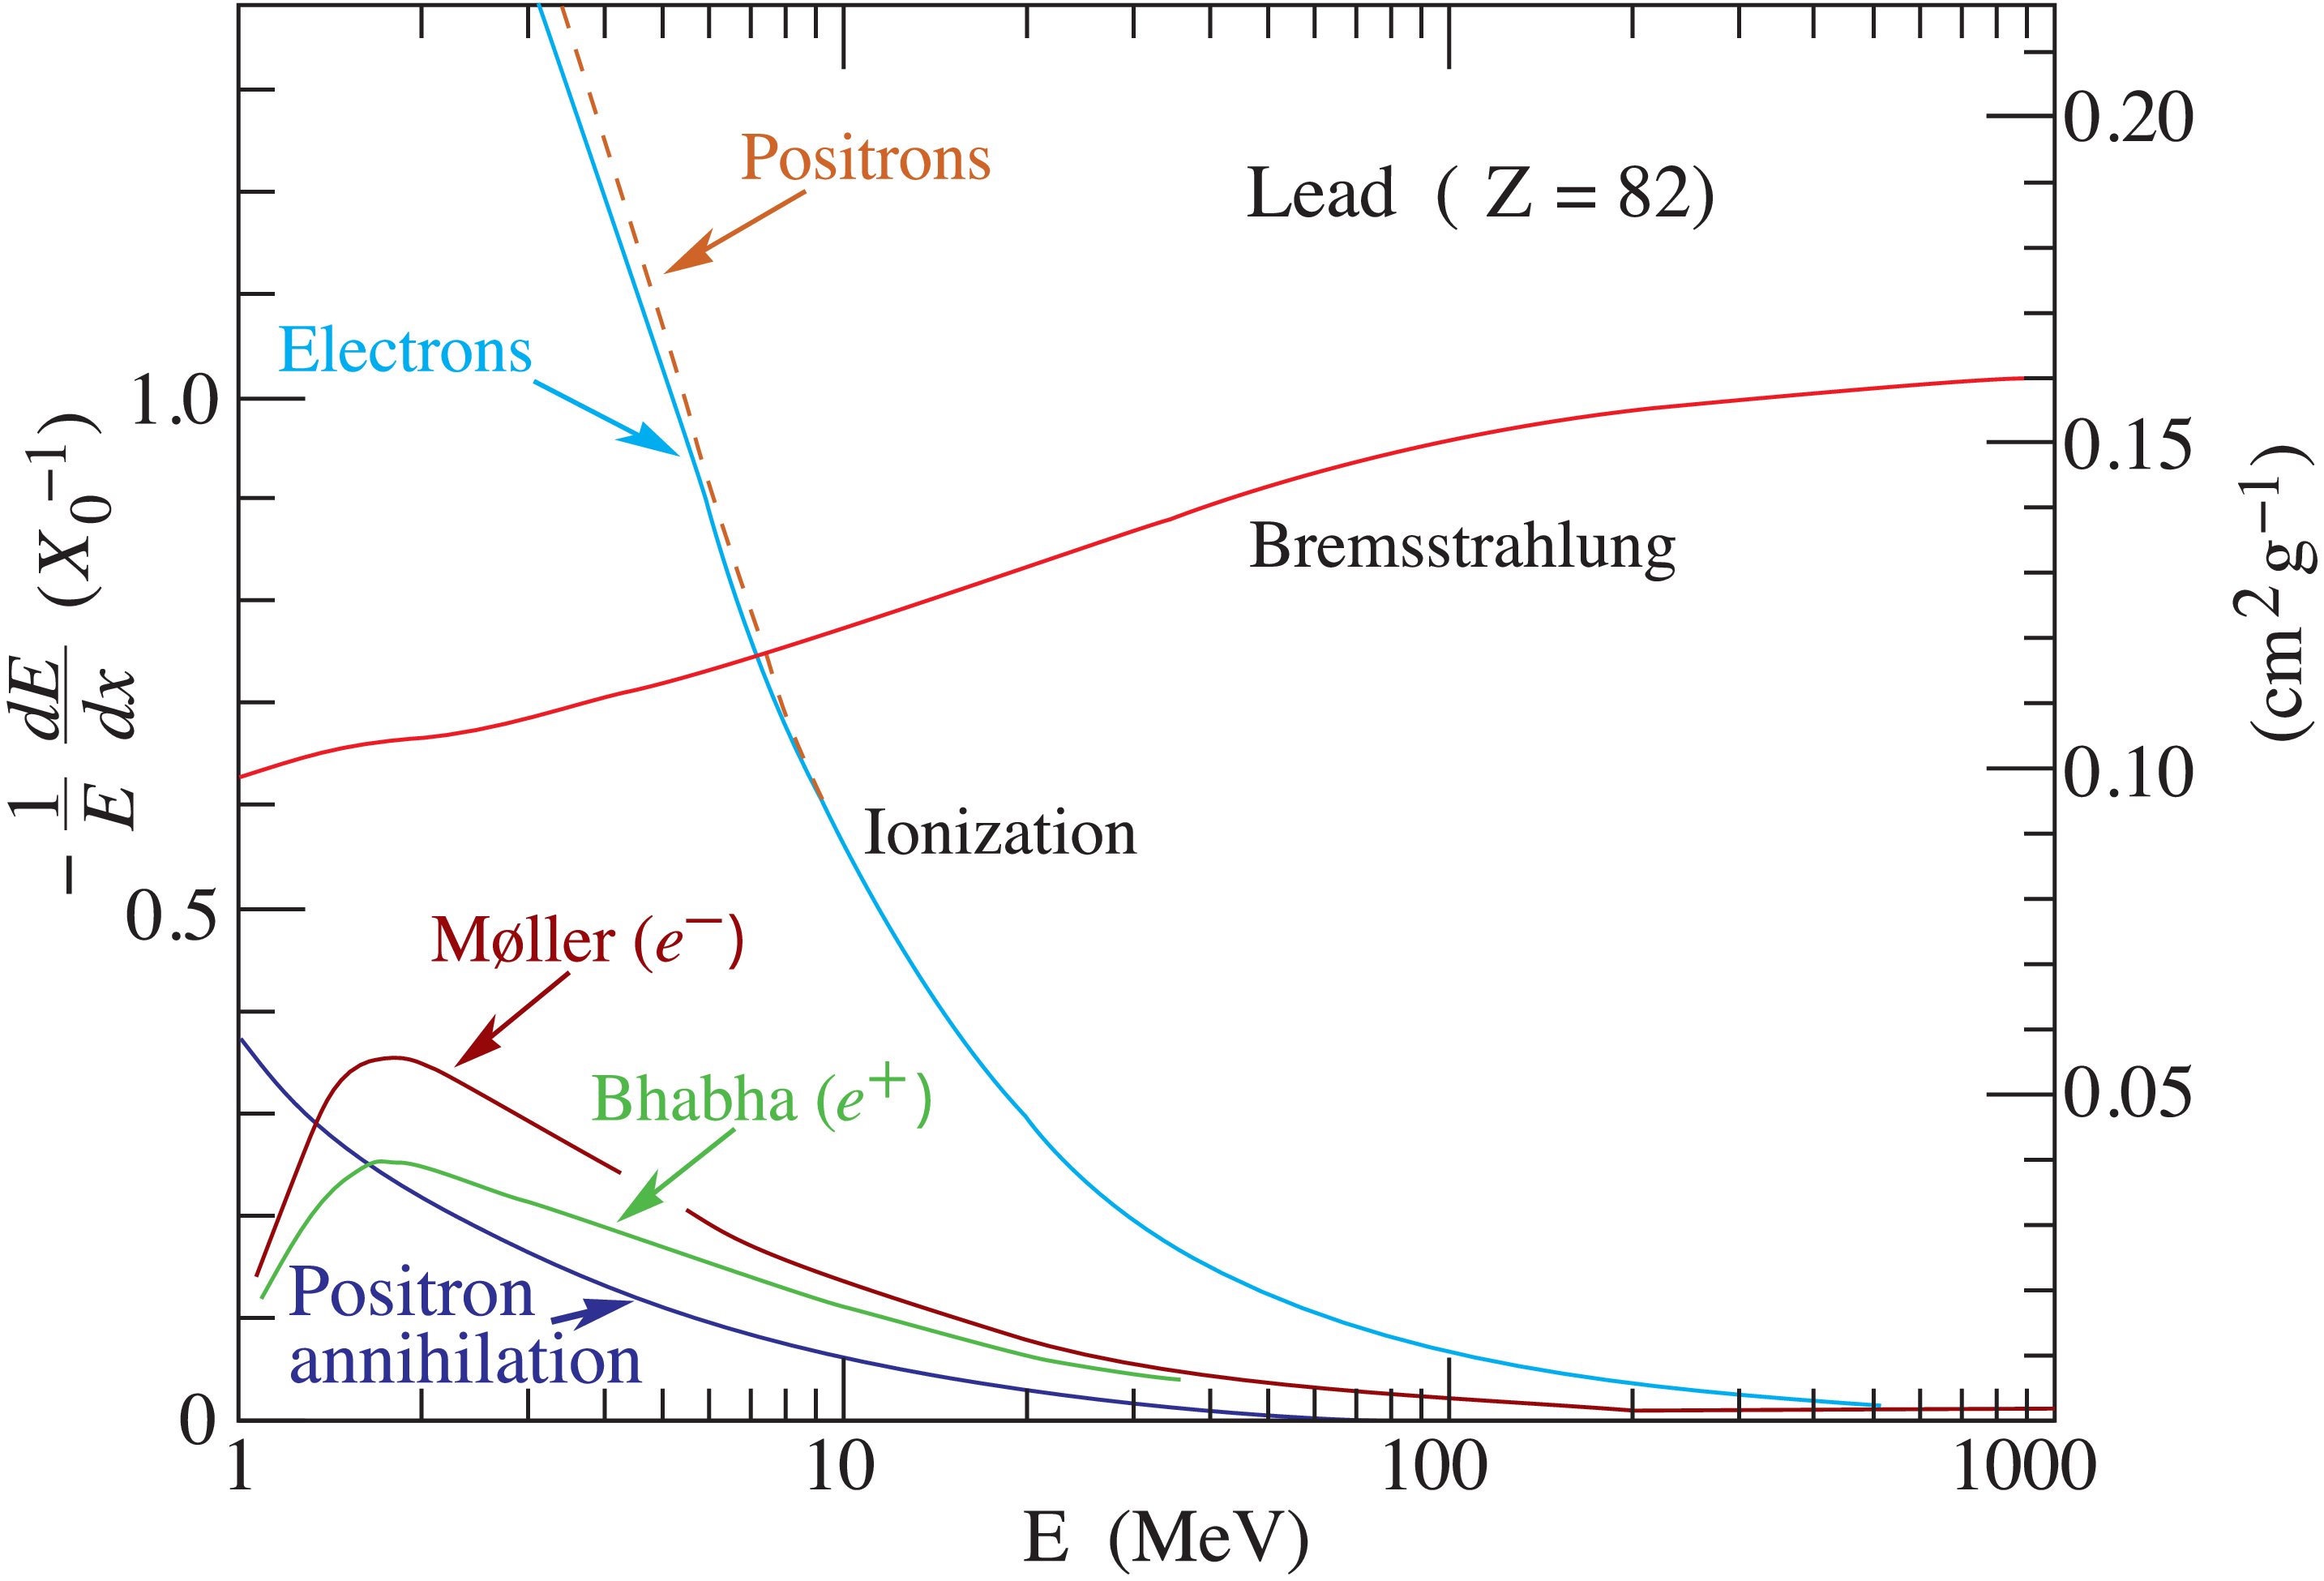 Positrons
Lead ( Z = 82)
Electrons
Bremsstrahlung
Ionization
Møller (e−)
Bhabha (e+)
Positron
annihilation
− 1/E dE/dx (X0−1)
1.0
0.5
0
0.20
0.15
0.10
0.05
(cm2 g−1)
1 10 100 1000
E (MeV)